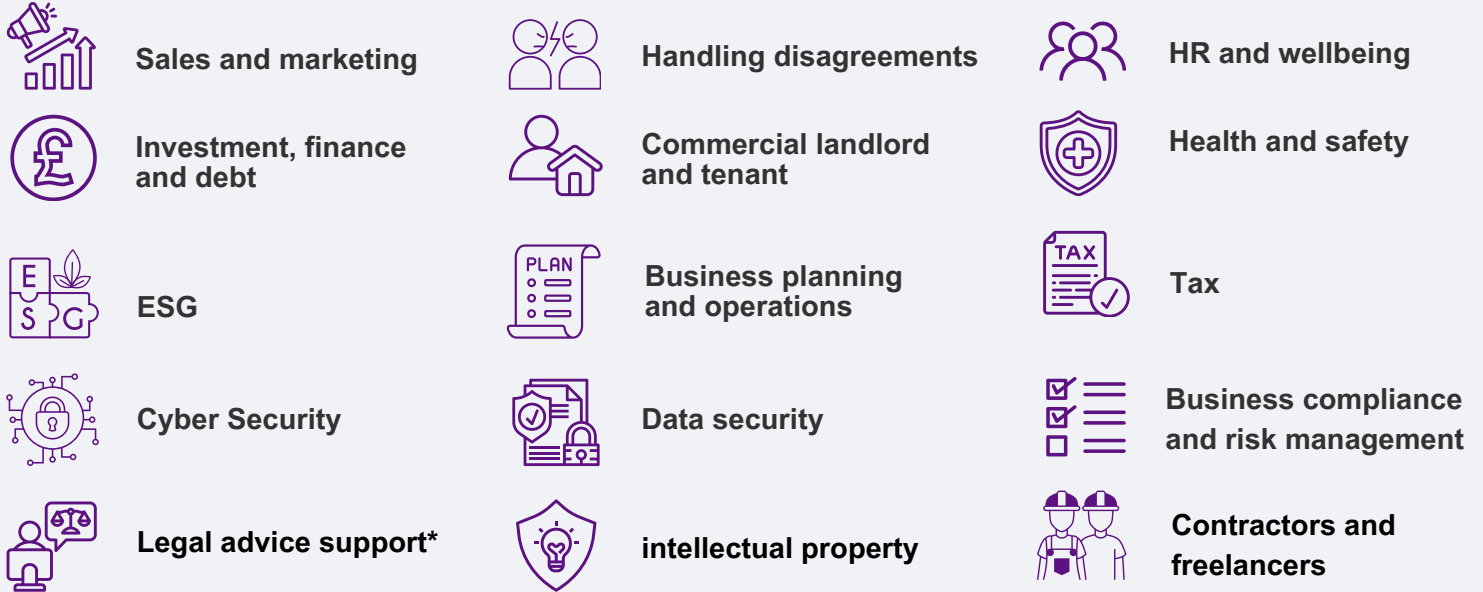 Sales and marketing
Handling disagreements
HR and wellbeing
£
Investment, finance
and debt
Commercial landlord
and tenant
Health and safety
E
S G
ESG
PLAN
Business planning
and operations
TAX
Tax
Cyber Security
Data security
Business compliance
and risk management
Legal advice support*
intellectual property
Contractors and
freelancers